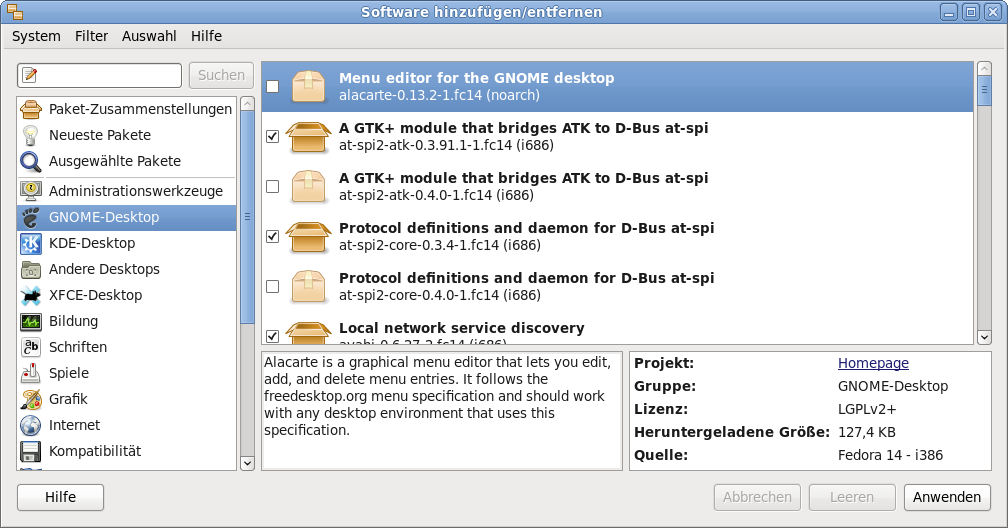 Software hinzufügen/entfernen
System Filter Auswahl Hilfe
Suchen
Paket-Zusammenstellungen
Neueste Pakete
Ausgewählte Pakete
Administrationswerkzeuge
GNOME-Desktop
KDE-Desktop
Andere Desktops
XFCE-Desktop
Bildung
Schriften
Spiele
Grafik
Internet
Kompatibilität
Menu editor for the GNOME desktop
alacarte-0.13.2-1.fc14 (noarch)
A GTK+ module that bridges ATK to D-Bus at-spi
at-spi2-atk-0.3.91.1-1.fc14 (i686)
A GTK+ module that bridges ATK to D-Bus at-spi
at-spi2-atk-0.4.0-1.fc14 (i686)
Protocol definitions and daemon for D-Bus at-spi
at-spi2-core-0.3.4-1.fc14 (i686)
Protocol definitions and daemon for D-Bus at-spi
at-spi2-core-0.4.0-1.fc14 (i686)
Local network service discovery
avahi-0.6.27-2.fc14 (i686)
Alacarte is a graphical menu editor that lets you edit,
add, and delete menu entries. It follows the
freedesktop.org menu specification and should work
with any desktop environment that uses this
specification.
Projekt: Homepage
Gruppe: GNOME-Desktop
Lizenz: LGPLv2+
Heruntergeladene Größe: 127,4 KB
Quelle: Fedora 14 - i386
Hilfe
Abbrechen
Leeren
Anwenden